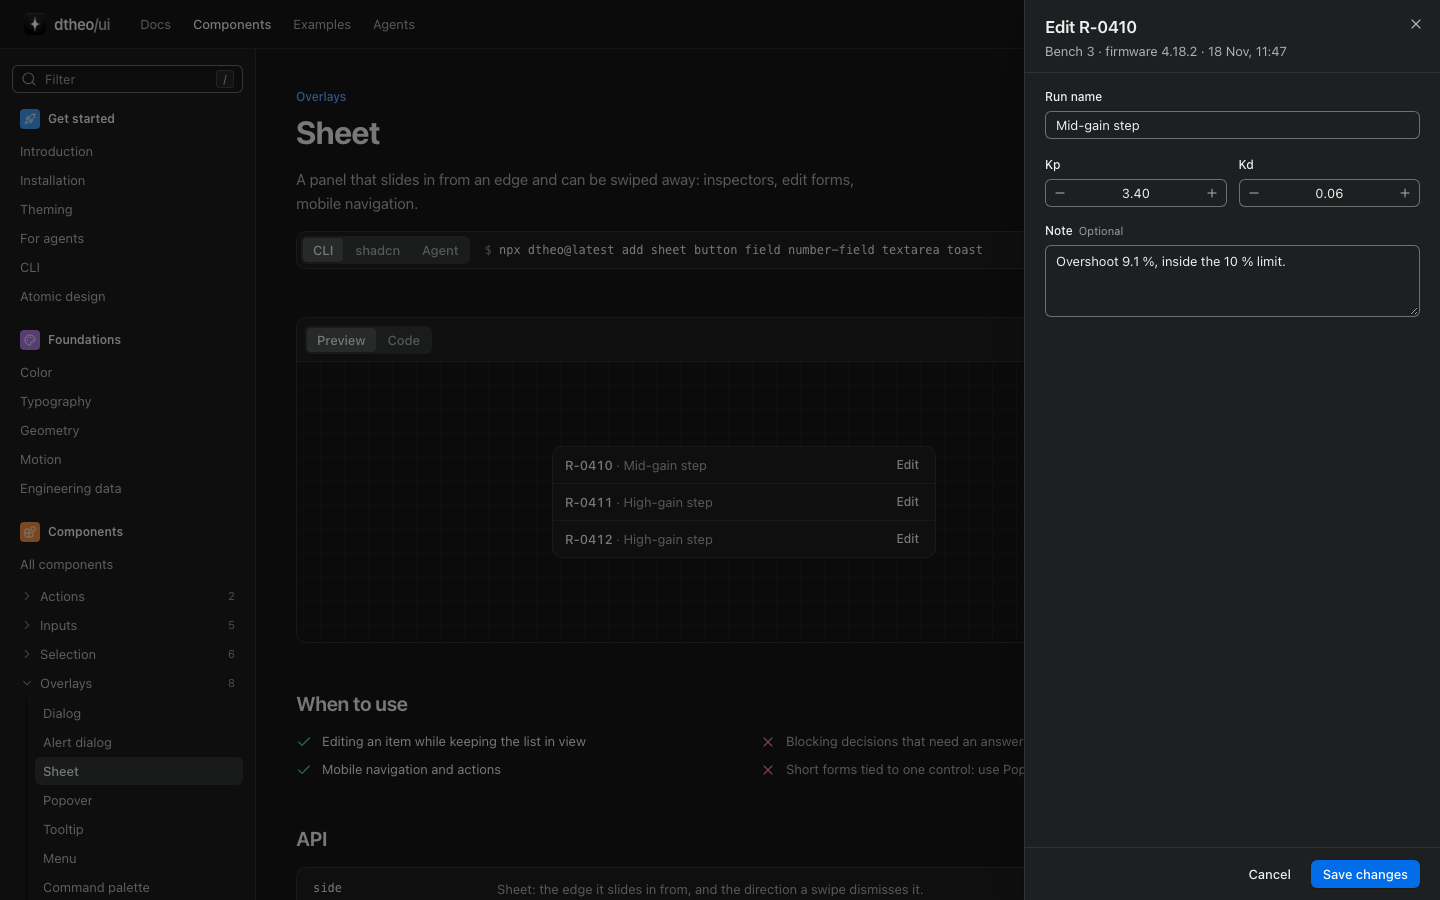 dtheo/ui
Docs
Components
Examples
Agents
Filter
/
Get started
Introduction
Installation
Theming
For agents
CLI
Atomic design
Foundations
Color
Typography
Geometry
Motion
Engineering data
Components
All components
Actions 2
Inputs 5
Selection 6
Overlays 8
Dialog
Alert dialog
Sheet
Popover
Tooltip
Menu
Command palette
Overlays
Sheet
A panel that slides in from an edge and can be swiped away: inspectors, edit forms,
mobile navigation.
CLI
shadcn
Agent
$ npx dtheo@latest add sheet button field number-field textarea toast
Preview
Code
R-0410 · Mid-gain step Edit
R-0411 · High-gain step Edit
R-0412 · High-gain step Edit
When to use
Editing an item while keeping the list in view
Mobile navigation and actions
Blocking decisions that need an answer
Short forms tied to one control: use Pop
API
side Sheet: the edge it slides in from, and the direction a swipe dismisses it.
Edit R-0410
Bench 3 · firmware 4.18.2 · 18 Nov, 11:47
Run name
Mid-gain step
Kp
3.40
Kd
0.06
Note Optional
Overshoot 9.1 %, inside the 10 % limit.
Cancel
Save changes